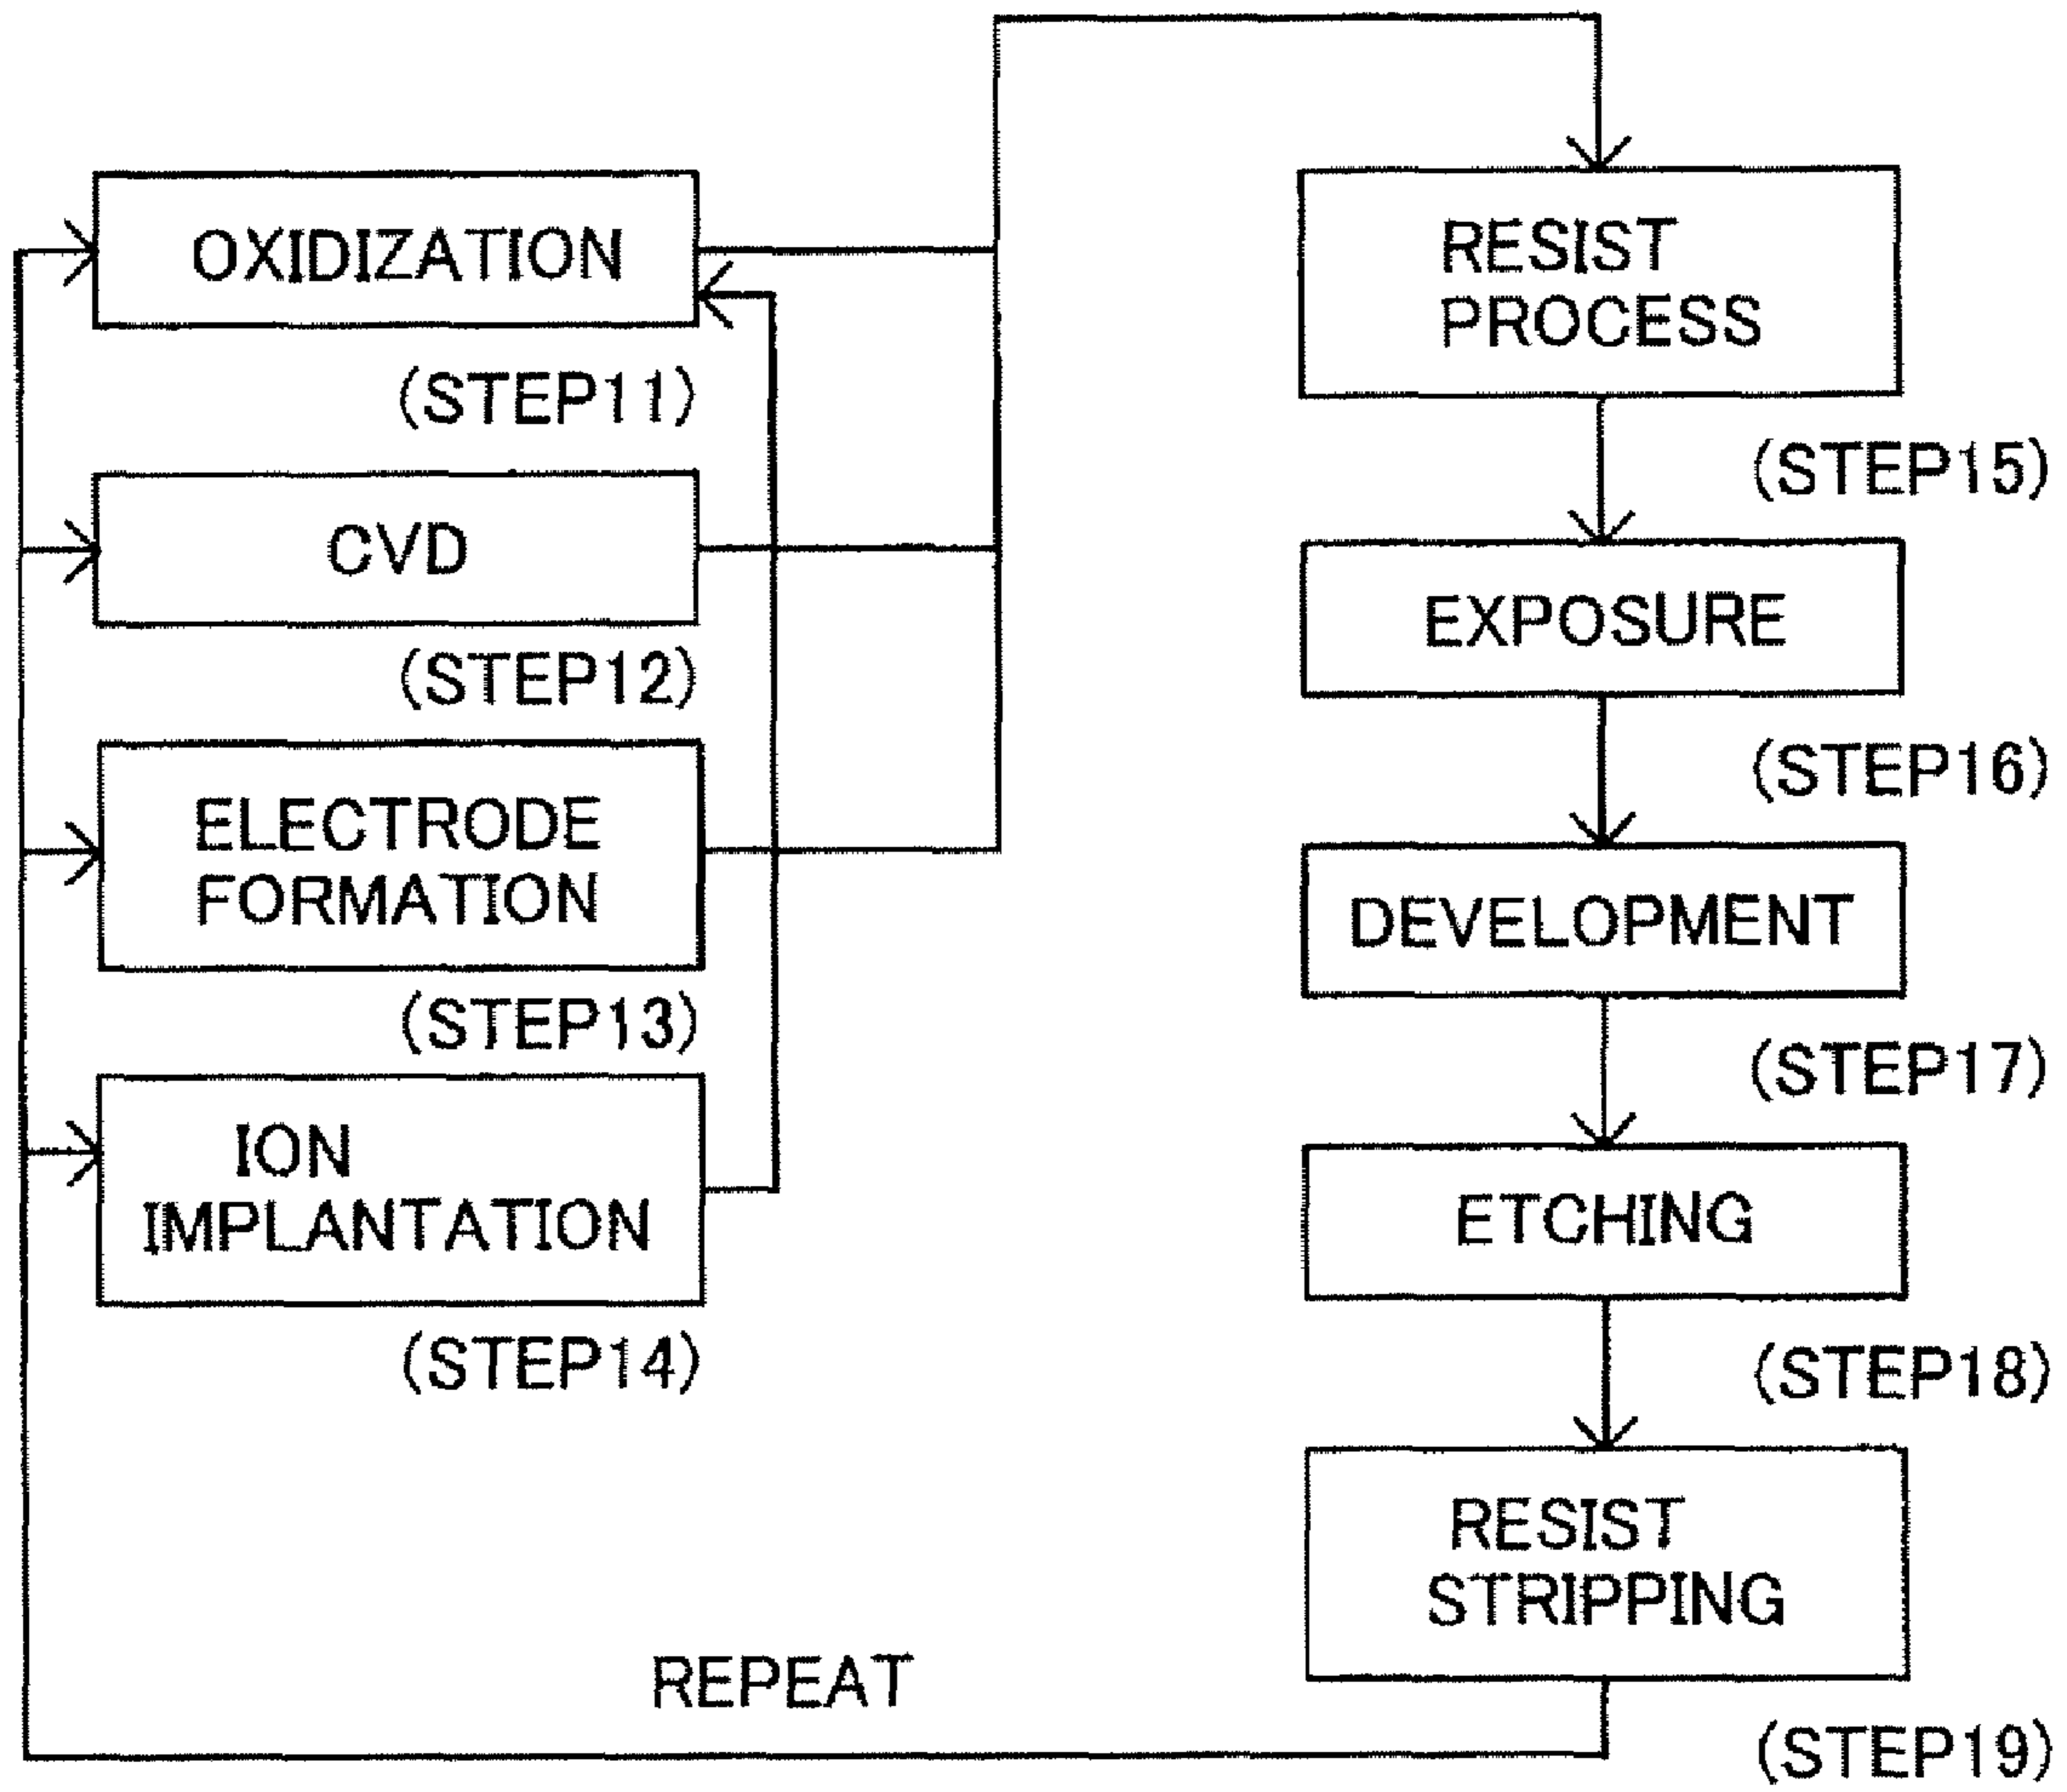 OXIDIZATION
(STEP11)
CVD
(STEP12)
ELECTRODE
FORMATION
(STEP13)
ION
IMPLANTATION
(STEP14)
RESIST
PROCESS
(STEP15)
EXPOSURE
(STEP16)
DEVELOPMENT
(STEP17)
ETCHING
(STEP18)
RESIST
STRIPPING
(STEP19)
REPEAT